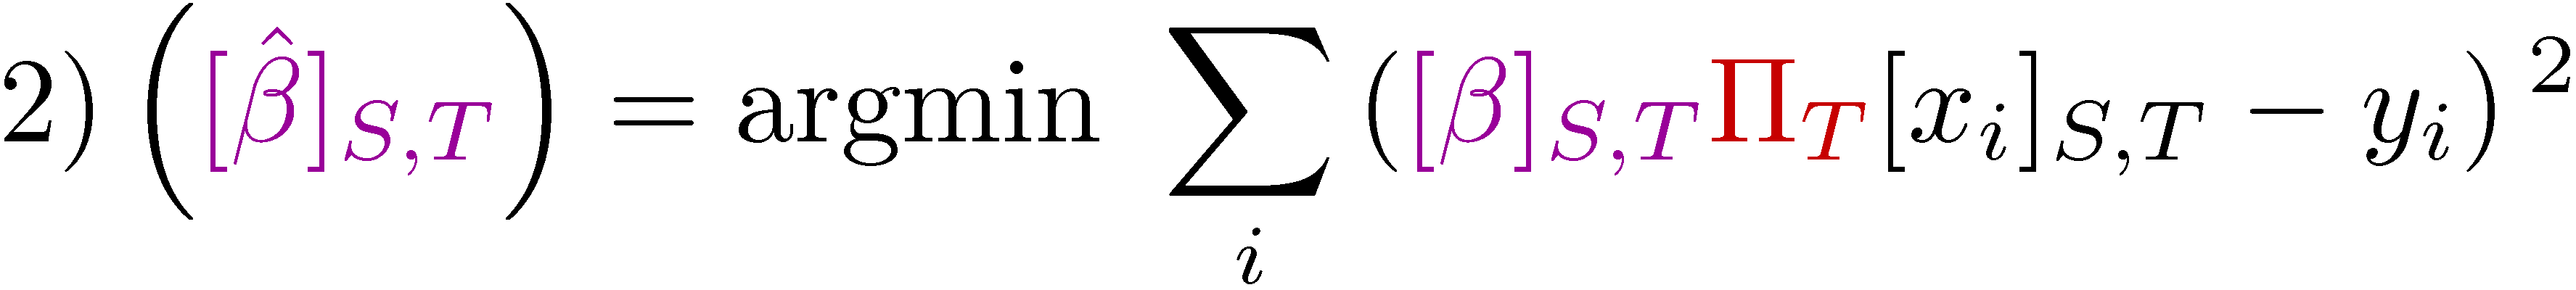 2) ([β̂]_{S,T}) = argmin ∑_i ([β]_{S,T} Π_T [x_i]_{S,T} − y_i)^2